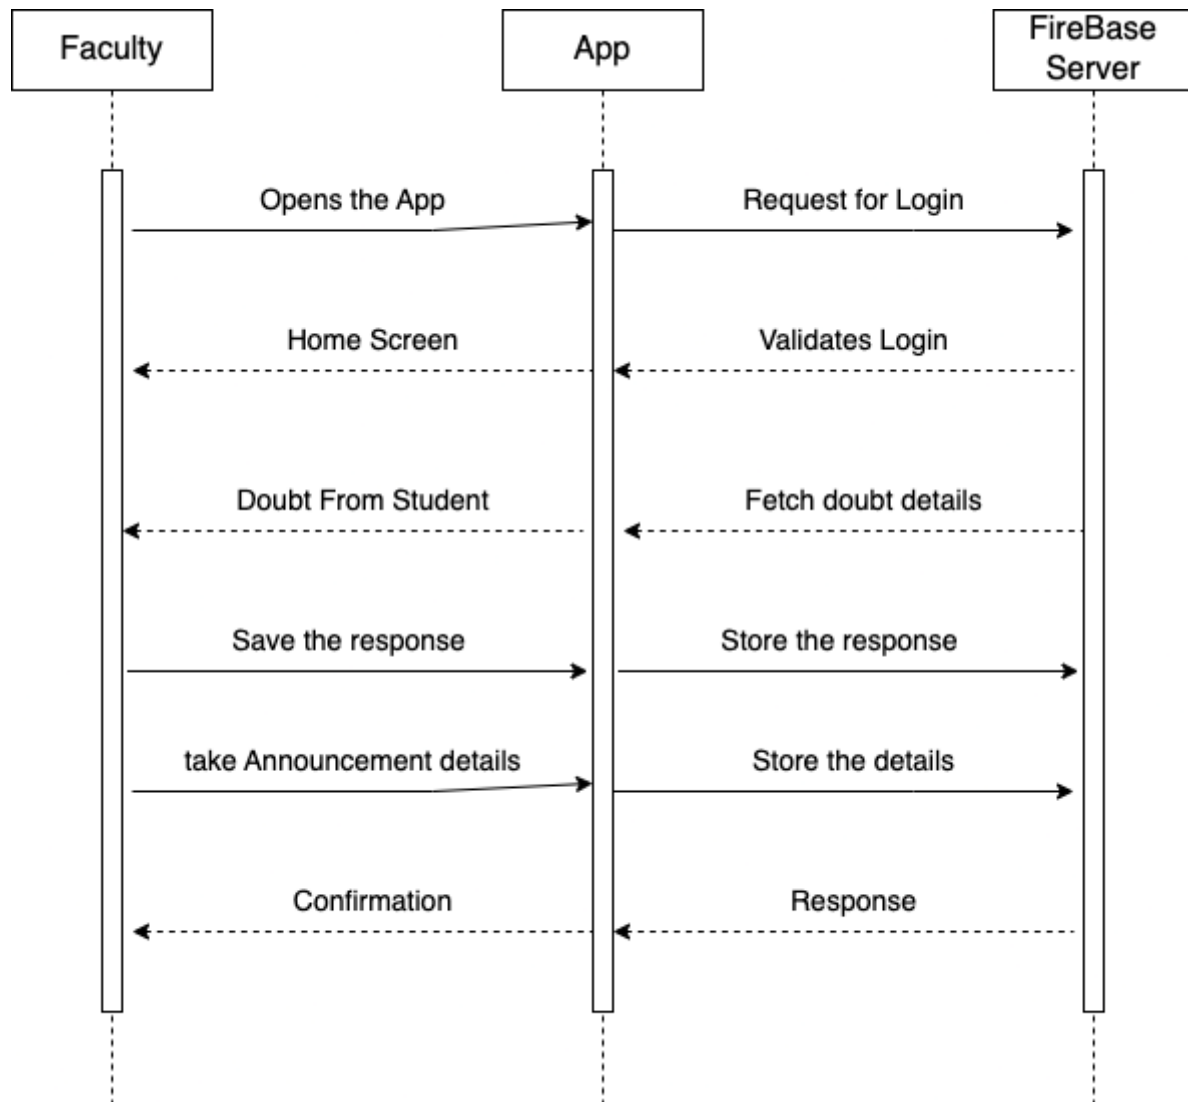 Faculty
App
FireBase
Server
Opens the App
Request for Login
Home Screen
Validates Login
Doubt From Student
Fetch doubt details
Save the response
Store the response
take Announcement details
Store the details
Confirmation
Response